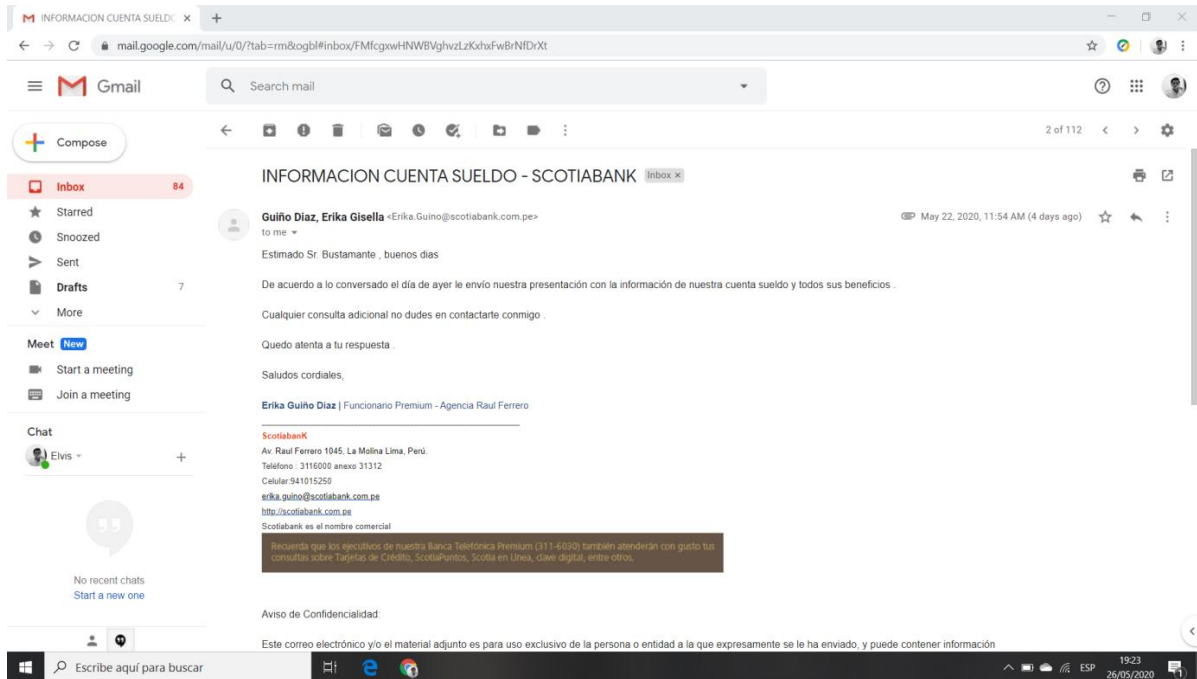 INFORMACION CUENTA SUELDO
mail.google.com/mail/u/0/?tab=rm&ogbl#inbox/FMfcgxwHNWBVghvzLzKxhxFwBrNfDrXt
Gmail
Search mail
Compose
2 of 112
Inbox 84
Starred
Snoozed
Sent
Drafts 7
More
Meet New
Start a meeting
Join a meeting
Chat
Elvis
No recent chats
Start a new one
INFORMACION CUENTA SUELDO - SCOTIABANK Inbox ×
Guiño Diaz, Erika Gisella <Erika.Guino@scotiabank.com.pe> May 22, 2020, 11:54 AM (4 days ago)
to me
Estimado Sr. Bustamante , buenos dias
De acuerdo a lo conversado el día de ayer le envío nuestra presentación con la información de nuestra cuenta sueldo y todos sus beneficios .
Cualquier consulta adicional no dudes en contactarte conmigo .
Quedo atenta a tu respuesta .
Saludos cordiales,
Erika Guiño Diaz | Funcionario Premium - Agencia Raul Ferrero
ScotiabanK
Av. Raul Ferrero 1045, La Molina Lima, Perú.
Teléfono : 3116000 anexo 31312
Celular:941015250
erika.guino@scotiabank.com.pe
http://scotiabank.com.pe
Scotiabank es el nombre comercial
Recuerda que los ejecutivos de nuestra Banca Telefónica Premium (311-6030) también atenderán con gusto tus
consultas sobre Tarjetas de Crédito, ScotiaPuntos, Scotia en Línea, clave digital, entre otros.
Aviso de Confidencialidad:
Este correo electrónico y/o el material adjunto es para uso exclusivo de la persona o entidad a la que expresamente se le ha enviado, y puede contener información
Escribe aquí para buscar
ESP
19:23
26/05/2020